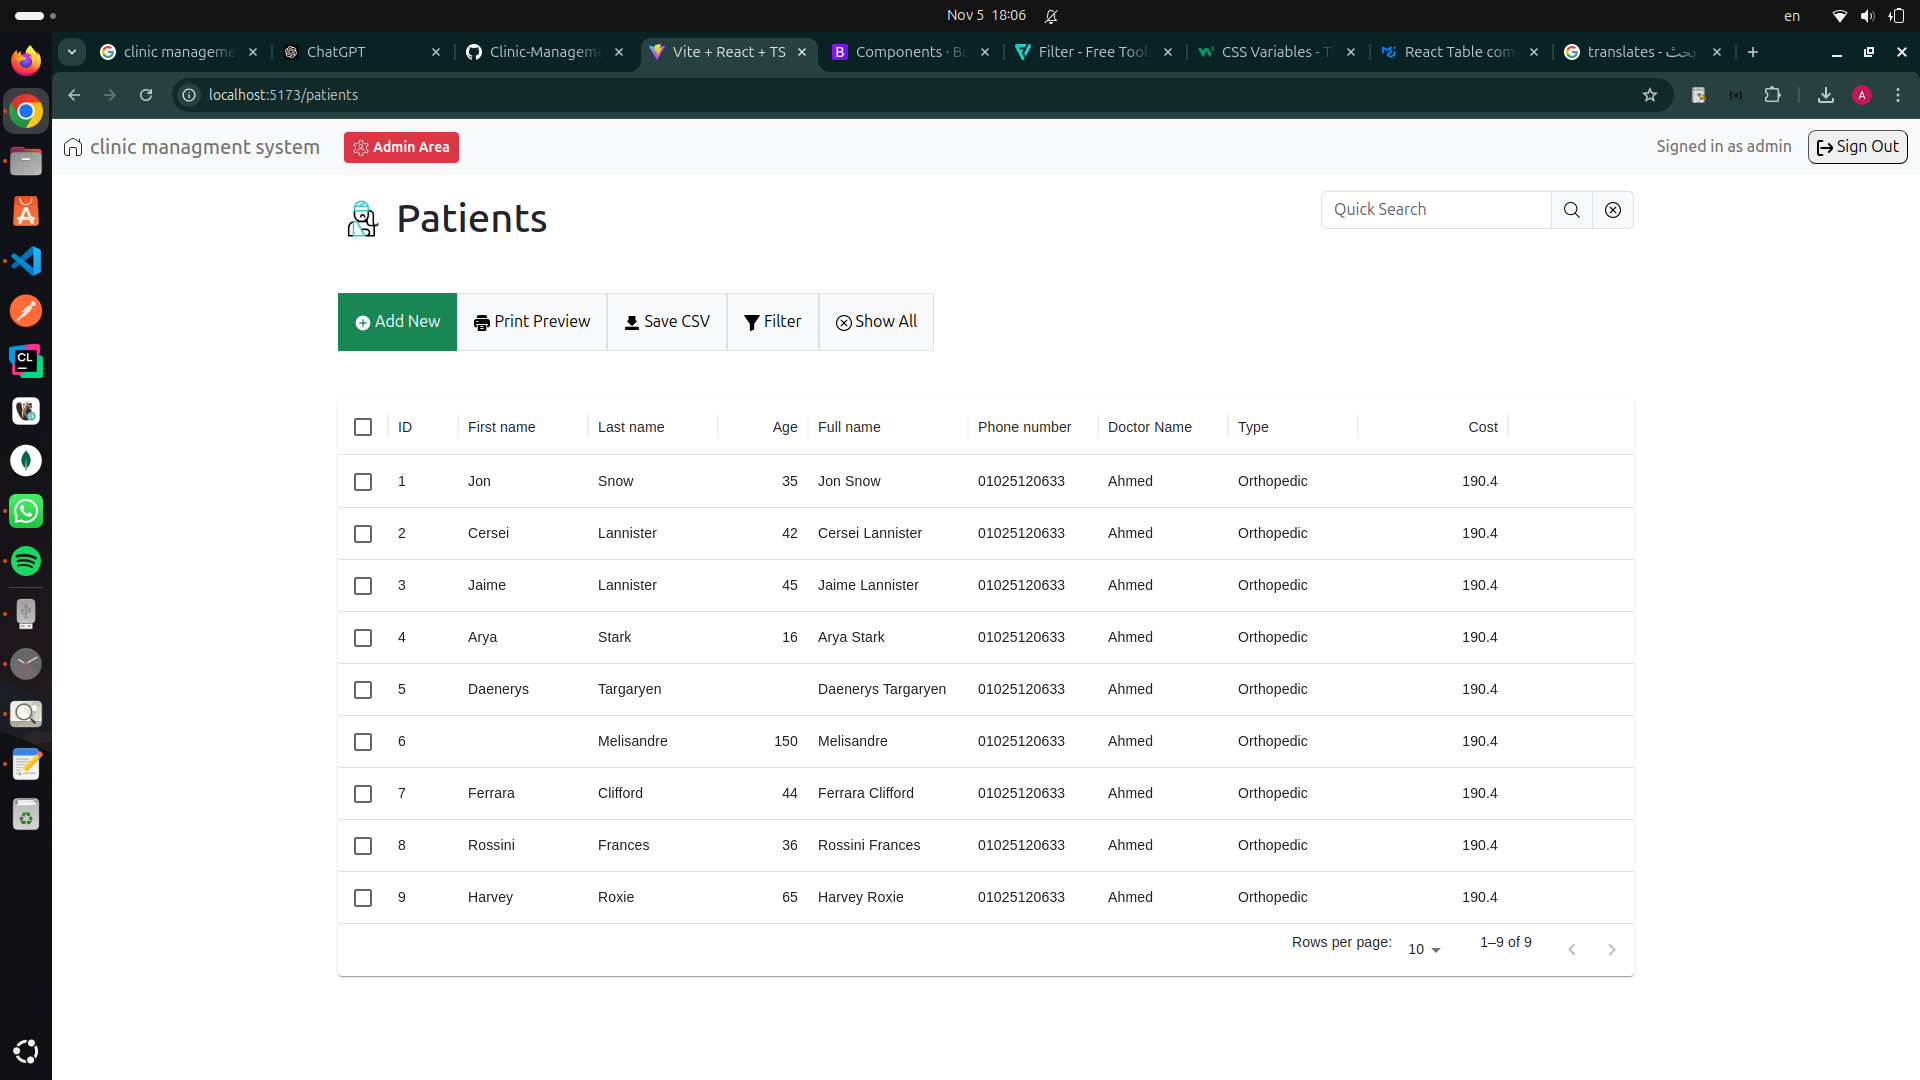 Nov 5 18:06
en
clinic manageme
ChatGPT
Clinic-Manageme
Vite + React + TS
Components · Bo
Filter - Free Tools
CSS Variables - T
React Table com
translates - بحث
localhost:5173/patients
A
clinic managment system
Admin Area
Signed in as admin
Sign Out
Patients
Quick Search
Add New
Print Preview
Save CSV
Filter
Show All
ID First name Last name Age Full name Phone number Doctor Name Type Cost
1 Jon Snow 35 Jon Snow 01025120633 Ahmed Orthopedic 190.4
2 Cersei Lannister 42 Cersei Lannister 01025120633 Ahmed Orthopedic 190.4
3 Jaime Lannister 45 Jaime Lannister 01025120633 Ahmed Orthopedic 190.4
4 Arya Stark 16 Arya Stark 01025120633 Ahmed Orthopedic 190.4
5 Daenerys Targaryen Daenerys Targaryen 01025120633 Ahmed Orthopedic 190.4
6 Melisandre 150 Melisandre 01025120633 Ahmed Orthopedic 190.4
7 Ferrara Clifford 44 Ferrara Clifford 01025120633 Ahmed Orthopedic 190.4
8 Rossini Frances 36 Rossini Frances 01025120633 Ahmed Orthopedic 190.4
9 Harvey Roxie 65 Harvey Roxie 01025120633 Ahmed Orthopedic 190.4
Rows per page: 10 1–9 of 9